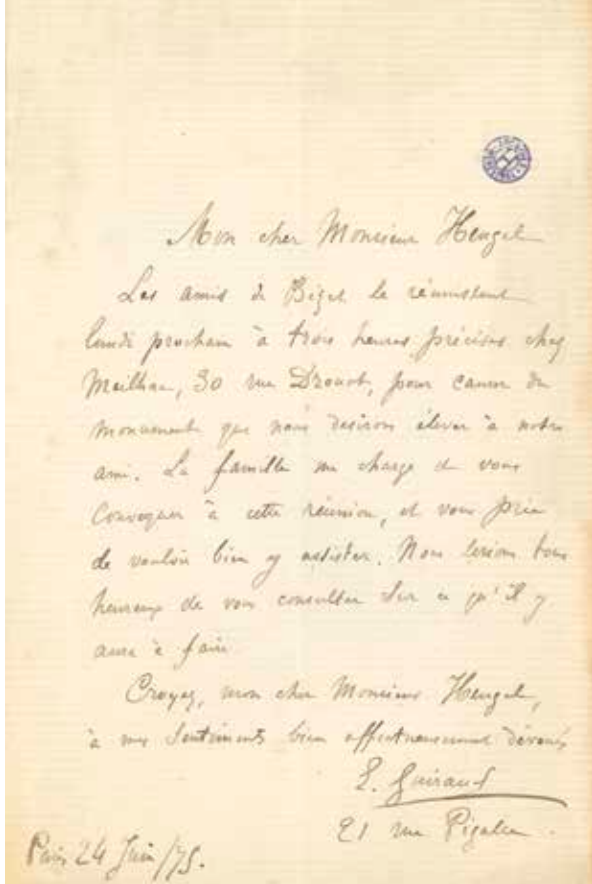 Mon cher Monsieur Heugel
Les amis de Bizet se réunissent
lundi prochain à trois heures précises chez
Meilhac, 30 rue Drouot, pour causer du
monument que nous désirons élever à notre
ami. La famille me charge de vous
convoquer à cette réunion, et vous prie
de vouloir bien y assister. Nous serions tous
heureux de vous consulter sur ce qu'il y
aura à faire.
Croyez, mon cher Monsieur Heugel,
à mes sentiments bien affectueusement dévoués
E. Guiraud
21 rue Pigalle.
Paris 24 Juin/75.